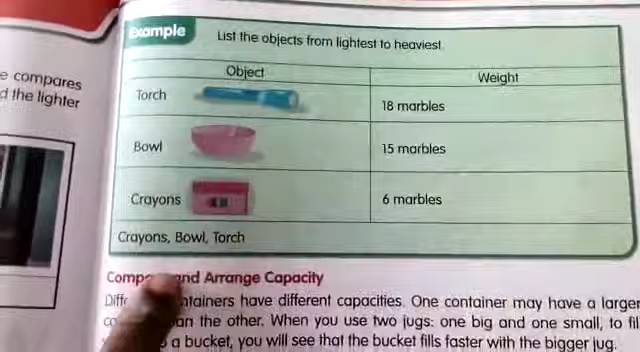 e compares
d the lighter
Example
List the objects from lightest to heaviest.
Object Weight
Torch 18 marbles
Bowl 15 marbles
Crayons 6 marbles
Crayons, Bowl, Torch
and Arrange Capacity
have different capacities. One container may have a larger
the other. When you use two jugs: one big and one small, to fil
a bucket, you will see that the bucket fills faster with the bigger jug.